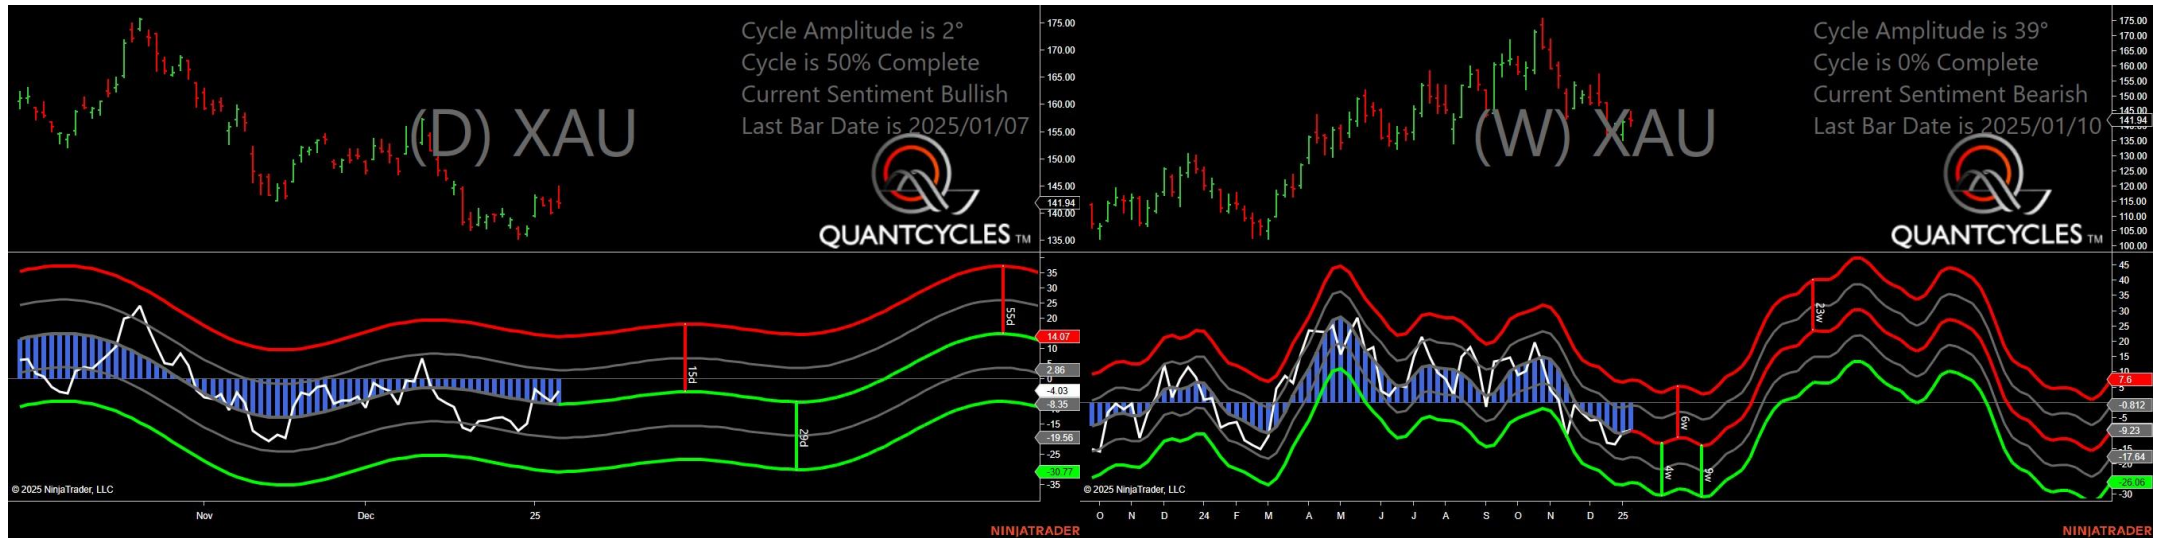 Cycle Amplitude is 2°
Cycle is 50% Complete
Current Sentiment Bullish
Last Bar Date is 2025/01/07
(D) XAU
QUANTCYCLES TM
175.00
170.00
165.00
160.00
155.00
150.00
145.00
141.94
140.00
135.00
35
30
25
20
14.07
10
5
2.86
0
-4.03
-8.35
-15
-19.56
-30.77
-35
15d
29d
55d
© 2025 NinjaTrader, LLC
Nov
Dec
25
NINJATRADER
Cycle Amplitude is 39°
Cycle is 0% Complete
Current Sentiment Bearish
Last Bar Date is 2025/01/10
(W) XAU
QUANTCYCLES TM
175.00
170.00
165.00
160.00
155.00
150.00
145.00
141.94
135.00
130.00
125.00
120.00
115.00
110.00
105.00
100.00
45
40
35
30
25
20
15
10
7.6
5
-0.812
-5
-9.23
-15
-17.64
-20
-26.06
-30
23w
6w
4w
9w
© 2025 NinjaTrader, LLC
O
N
D
24
F
M
A
M
J
J
A
S
O
N
D
25
NINJATRADER